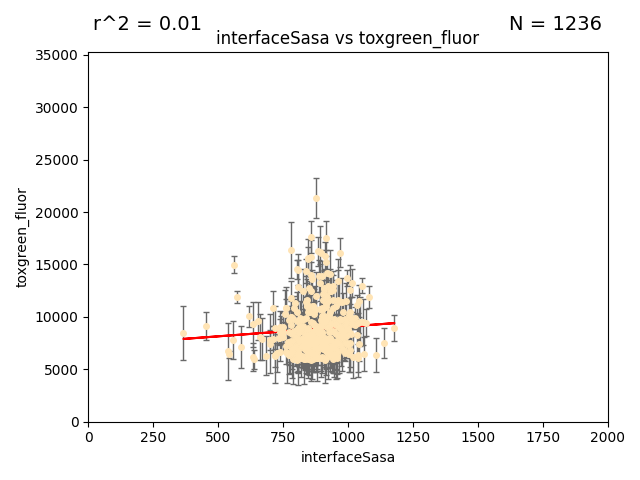 r^2 = 0.01
N = 1236
interfaceSasa vs toxgreen_fluor
35000
30000
25000
20000
15000
10000
5000
0
toxgreen_fluor
0 250 500 750 1000 1250 1500 1750 2000
interfaceSasa